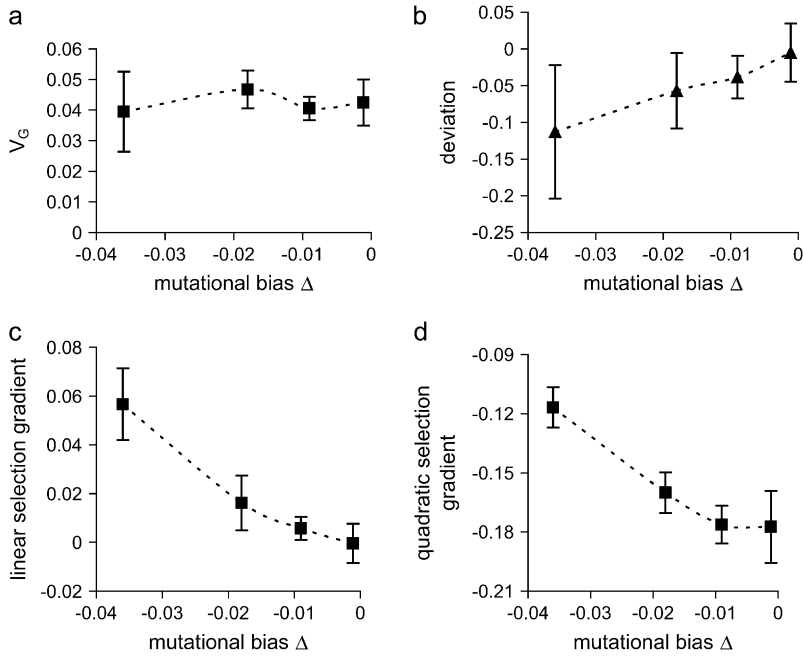 a
0.06
0.05
0.04
0.03
0.02
0.01
0
V_G
-0.04 -0.03 -0.02 -0.01 0
mutational bias Δ
b
0.05
0
-0.05
-0.1
-0.15
-0.2
-0.25
deviation
-0.04 -0.03 -0.02 -0.01 0
mutational bias Δ
c
0.08
0.06
0.04
0.02
0
-0.02
linear selection gradient
-0.04 -0.03 -0.02 -0.01 0
mutational bias Δ
d
-0.09
-0.12
-0.15
-0.18
-0.21
quadratic selection
gradient
-0.04 -0.03 -0.02 -0.01 0
mutational bias Δ